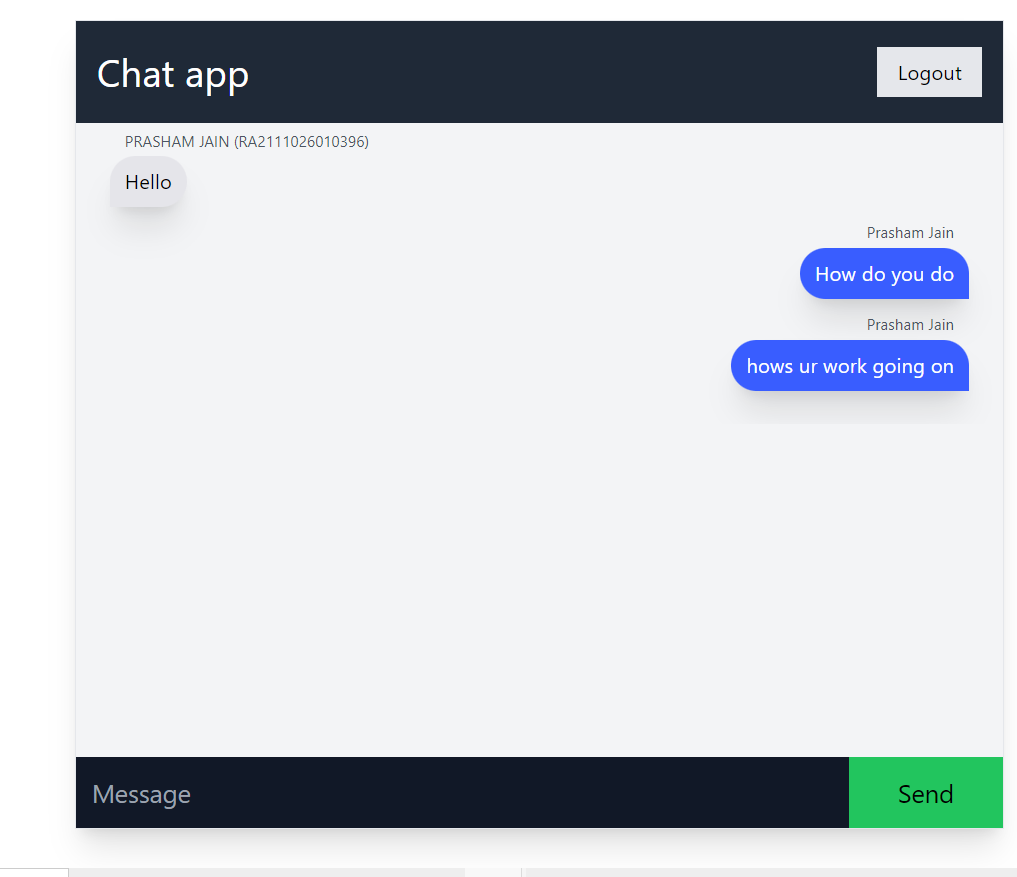 Chat app
Logout
PRASHAM JAIN (RA2111026010396)
Hello
Prasham Jain
How do you do
Prasham Jain
hows ur work going on
Message
Send